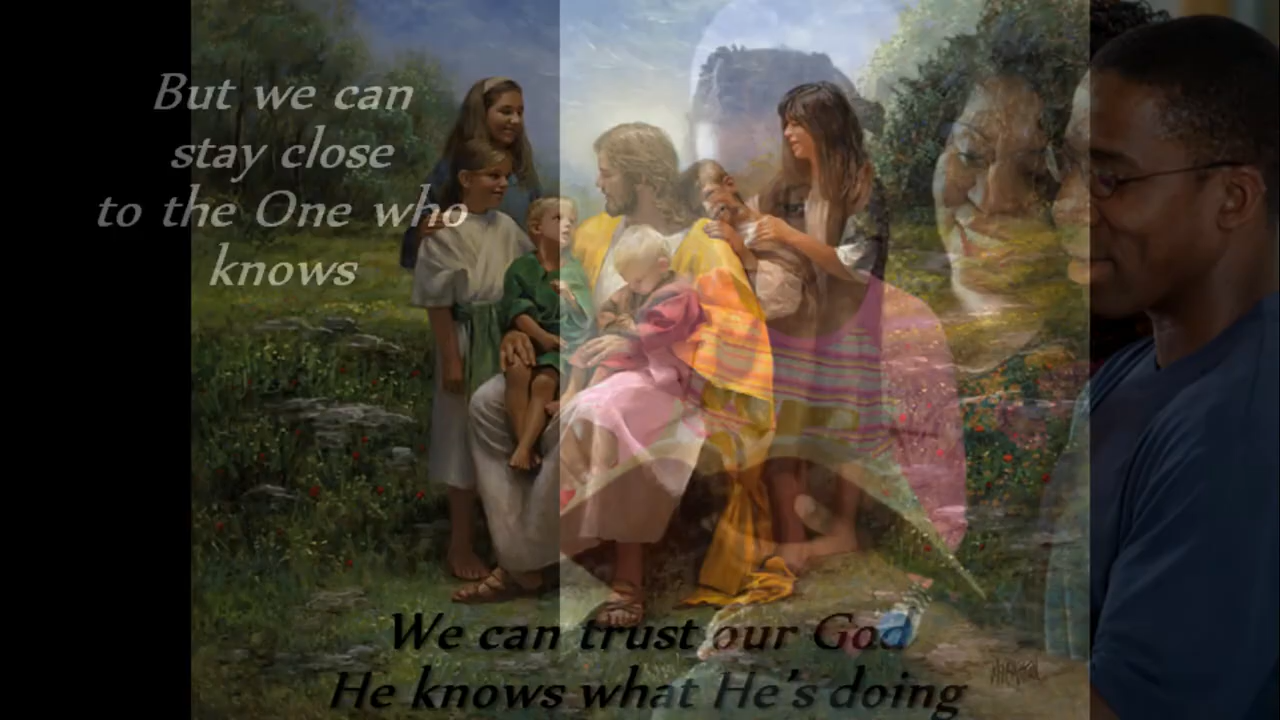 But we can
stay close
to the One who
knows
We can trust our God
He knows what He's doing